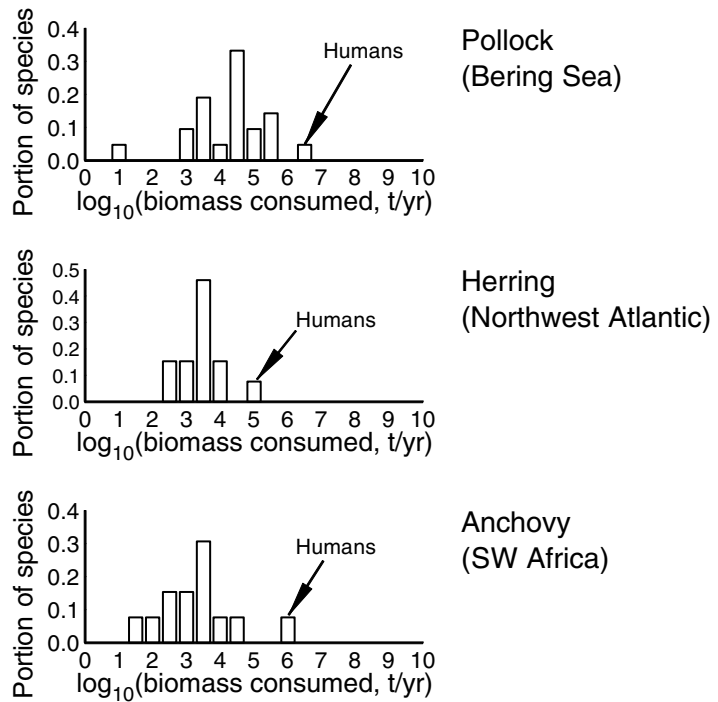 Pollock
(Bering Sea)
Portion of species
0.4
0.3
0.2
0.1
0.0
Humans
0 1 2 3 4 5 6 7 8 9 10
log10(biomass consumed, t/yr)
Herring
(Northwest Atlantic)
Portion of species
0.5
0.4
0.3
0.2
0.1
0.0
Humans
0 1 2 3 4 5 6 7 8 9 10
log10(biomass consumed, t/yr)
Anchovy
(SW Africa)
Portion of species
0.4
0.3
0.2
0.1
0.0
Humans
0 1 2 3 4 5 6 7 8 9 10
log10(biomass consumed, t/yr)